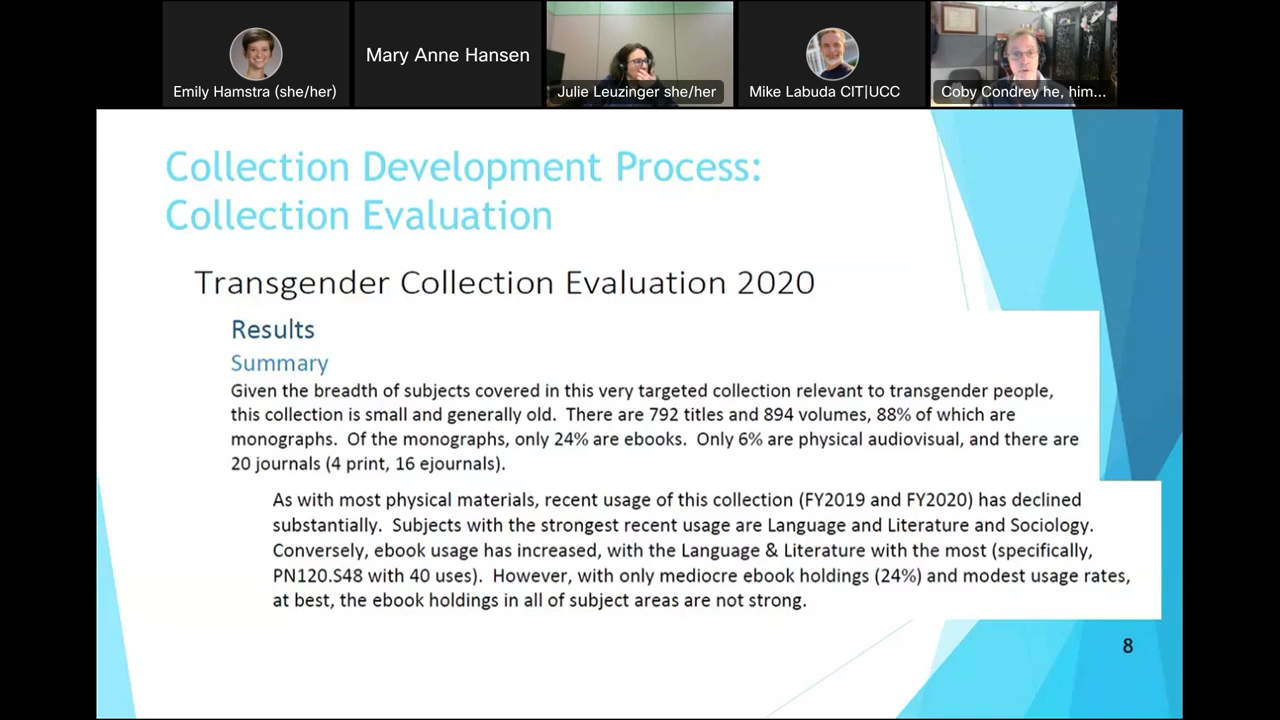 Emily Hamstra (she/her)
Mary Anne Hansen
Julie Leuzinger she/her
Mike Labuda CIT|UCC
Coby Condrey he, him...
Collection Development Process:
Collection Evaluation
Transgender Collection Evaluation 2020
Results
Summary
Given the breadth of subjects covered in this very targeted collection relevant to transgender people,
this collection is small and generally old. There are 792 titles and 894 volumes, 88% of which are
monographs. Of the monographs, only 24% are ebooks. Only 6% are physical audiovisual, and there are
20 journals (4 print, 16 ejournals).
As with most physical materials, recent usage of this collection (FY2019 and FY2020) has declined
substantially. Subjects with the strongest recent usage are Language and Literature and Sociology.
Conversely, ebook usage has increased, with the Language & Literature with the most (specifically,
PN120.S48 with 40 uses). However, with only mediocre ebook holdings (24%) and modest usage rates,
at best, the ebook holdings in all of subject areas are not strong.
8